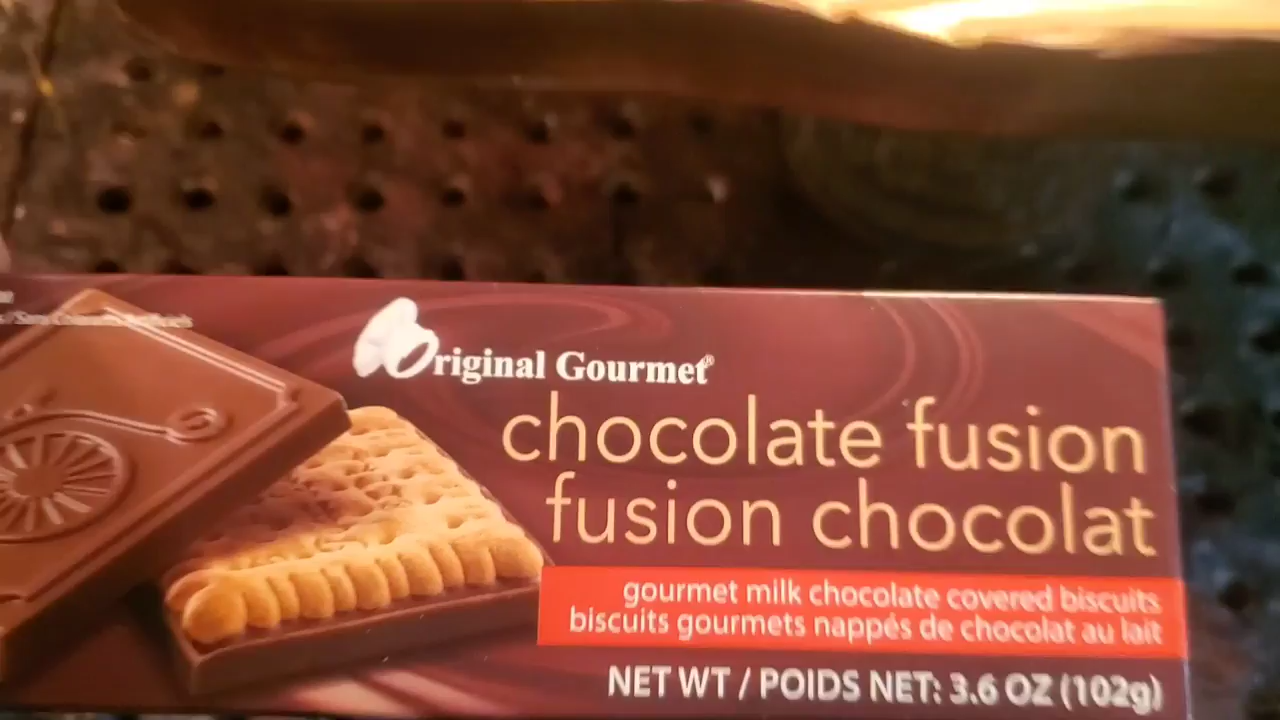 Original Gourmet®
chocolate fusion
fusion chocolat
gourmet milk chocolate covered biscuits
biscuits gourmets nappés de chocolat au lait
NET WT / POIDS NET: 3.6 OZ (102g)